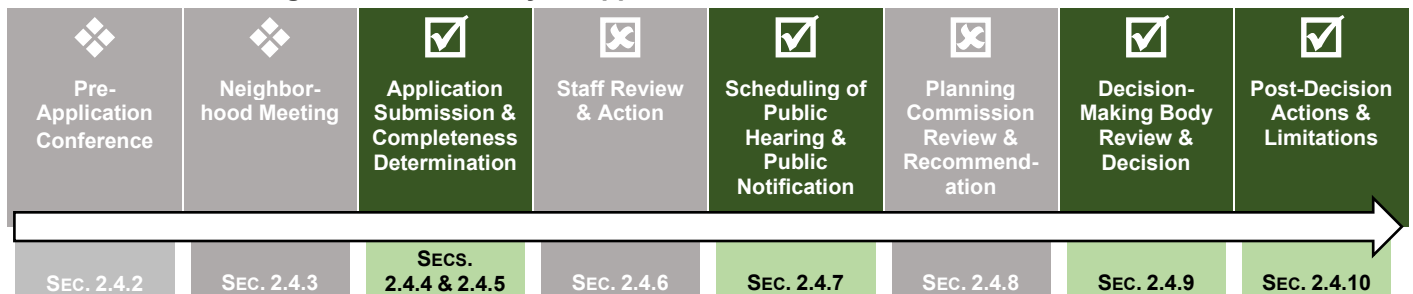 Pre-
Application
Conference
Neighbor-
hood Meeting
Application
Submission &
Completeness
Determination
Staff Review
& Action
Scheduling of
Public
Hearing &
Public
Notification
Planning
Commission
Review &
Recommend-
ation
Decision-
Making Body
Review &
Decision
Post-Decision
Actions &
Limitations
SEC. 2.4.2
SEC. 2.4.3
SECS.
2.4.4 & 2.4.5
SEC. 2.4.6
SEC. 2.4.7
SEC. 2.4.8
SEC. 2.4.9
SEC. 2.4.10